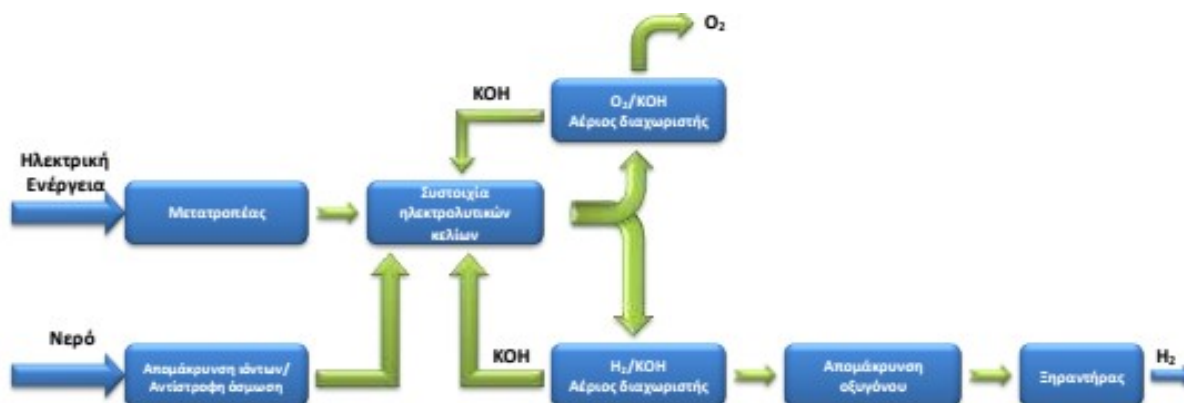 O₂
KOH
O₂/KOH
Αέριος διαχωριστής
Ηλεκτρική
Ενέργεια
Μετατροπέας
Συστοιχία
ηλεκτρολυτικών
κελίων
Νερό
Απομάκρυνση ιόντων/
Αντίστροφη όσμωση
KOH
H₂/KOH
Αέριος διαχωριστής
Απομάκρυνση
οξυγόνου
Ξηραντήρας
H₂